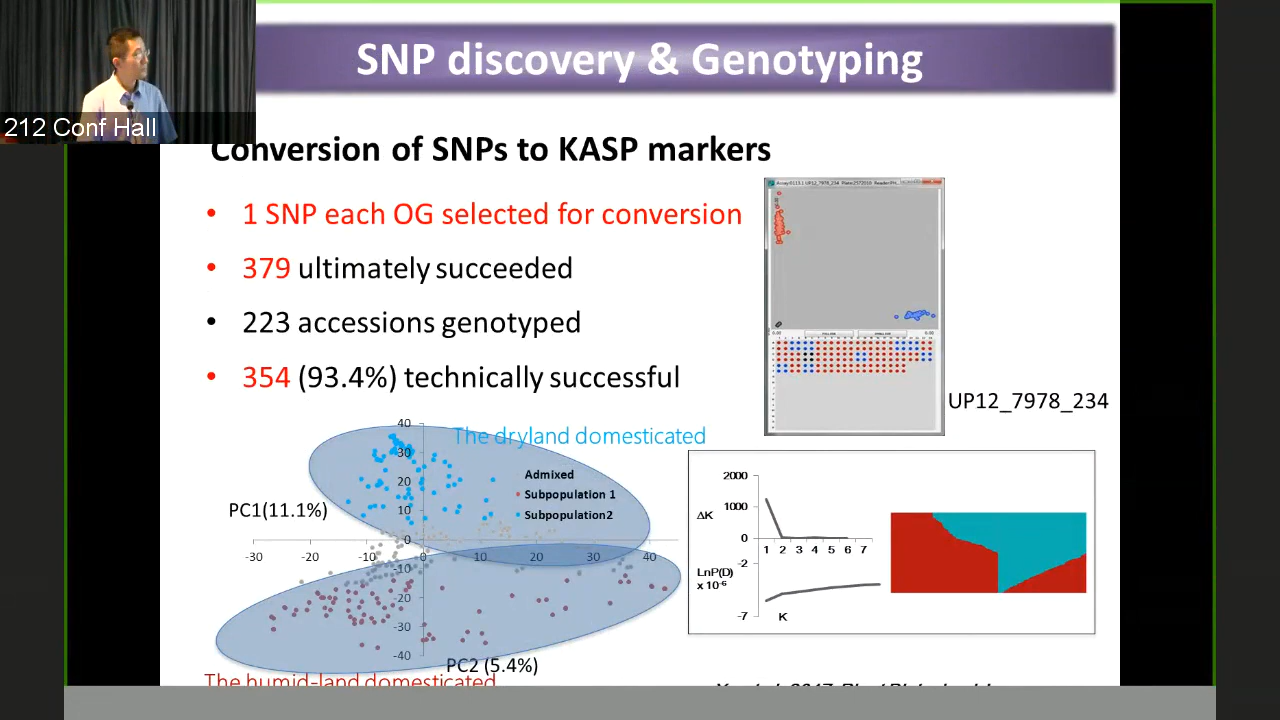 SNP discovery & Genotyping
212 Conf Hall
Conversion of SNPs to KASP markers
• 1 SNP each OG selected for conversion
• 379 ultimately succeeded
• 223 accessions genotyped
• 354 (93.4%) technically successful
UP12_7978_234
The dryland domesticated
Admixed
Subpopulation 1
Subpopulation2
PC1(11.1%)
40
30
20
10
0
-10
-20
-30
-40
-30 -20 -10 0 10 20 30 40
PC2 (5.4%)
The humid-land domesticated
2000
ΔK 1000
0
1 2 3 4 5 6 7
-2
LnP(D)
x 10-6
-7
K